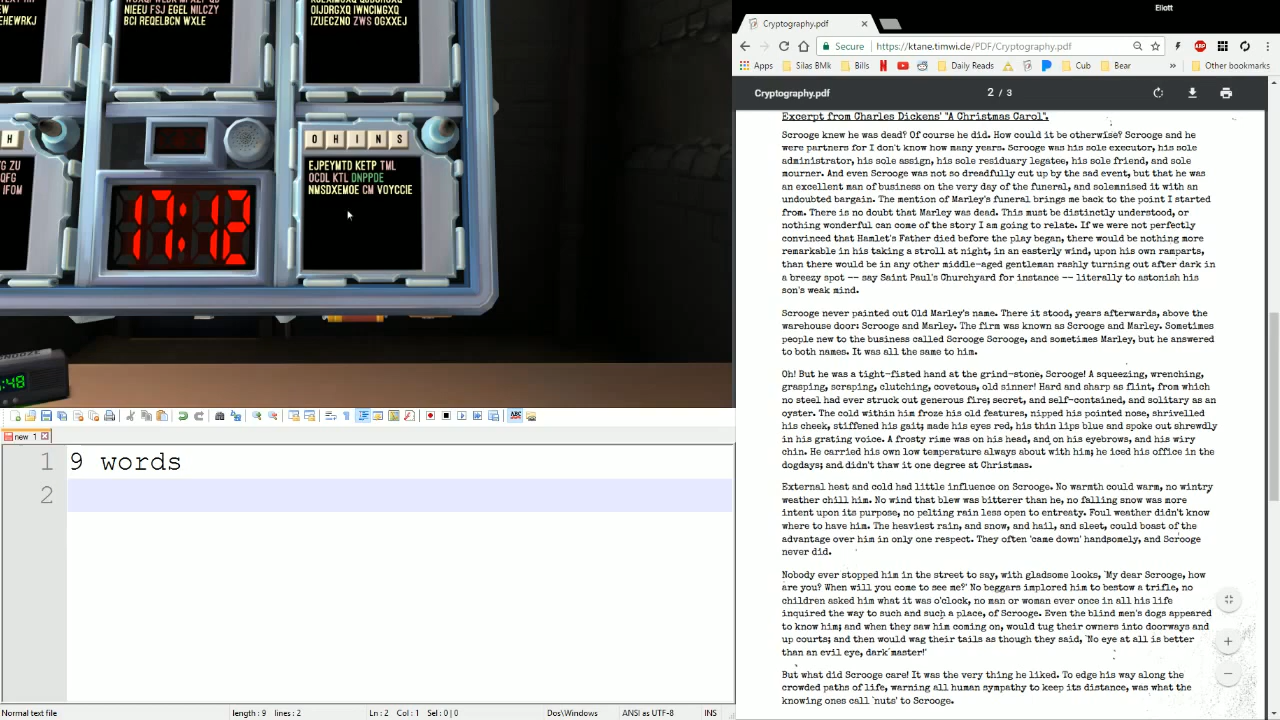 Eliott
Cryptography.pdf
Secure
https://ktane.timwi.de/PDF/Cryptography.pdf
Apps
Silas BMk
Bills
Daily Reads
Cub
Bear
Other bookmarks
Cryptography.pdf
2 / 3
NIEEU FSJ EGEL NILCZY
BCI REQELBCN WXLE
OIJDRGXQ IWNCIMGXQ
IZUECZNO ZWS OGXXEJ
H
G ZU
IFOM
17:12
O H I N S
EJPEYMTD KETP TML
OCDL KTL DNPPDE
NMSDXEMOE CM VOYCCIE
:48
new 1
1 9 words
2
Normal text file
length : 9 lines : 2
Ln : 2 Col : 1 Sel : 0 | 0
Dos\Windows
ANSI as UTF-8
INS
Excerpt from Charles Dickens' "A Christmas Carol".
Scrooge knew he was dead? Of course he did. How could it be otherwise? Scrooge and he
were partners for I don't know how many years. Scrooge was his sole executor, his sole
administrator, his sole assign, his sole residuary legatee, his sole friend, and sole
mourner. And even Scrooge was not so dreadfully cut up by the sad event, but that he was
an excellent man of business on the very day of the funeral, and solemnised it with an
undoubted bargain. The mention of Marley's funeral brings me back to the point I started
from. There is no doubt that Marley was dead. This must be distinctly understood, or
nothing wonderful can come of the story I am going to relate. If we were not perfectly
convinced that Hamlet's Father died before the play began, there would be nothing more
remarkable in his taking a stroll at night, in an easterly wind, upon his own ramparts,
than there would be in any other middle-aged gentleman rashly turning out after dark in
a breezy spot -- say Saint Paul's Churchyard for instance -- literally to astonish his
son's weak mind.
Scrooge never painted out Old Marley's name. There it stood, years afterwards, above the
warehouse door: Scrooge and Marley. The firm was known as Scrooge and Marley. Sometimes
people new to the business called Scrooge Scrooge, and sometimes Marley, but he answered
to both names. It was all the same to him.
Oh! But he was a tight-fisted hand at the grind-stone, Scrooge! A squeezing, wrenching,
grasping, scraping, clutching, covetous, old sinner! Hard and sharp as flint, from which
no steel had ever struck out generous fire; secret, and self-contained, and solitary as an
oyster. The cold within him froze his old features, nipped his pointed nose, shrivelled
his cheek, stiffened his gait; made his eyes red, his thin lips blue and spoke out shrewdly
in his grating voice. A frosty rime was on his head, and on his eyebrows, and his wiry
chin. He carried his own low temperature always about with him; he iced his office in the
dogdays; and didn't thaw it one degree at Christmas.
External heat and cold had little influence on Scrooge. No warmth could warm, no wintry
weather chill him. No wind that blew was bitterer than he, no falling snow was more
intent upon its purpose, no pelting rain less open to entreaty. Foul weather didn't know
where to have him. The heaviest rain, and snow, and hail, and sleet, could boast of the
advantage over him in only one respect. They often 'came down' handsomely, and Scrooge
never did.
Nobody ever stopped him in the street to say, with gladsome looks, 'My dear Scrooge, how
are you? When will you come to see me?' No beggars implored him to bestow a trifle, no
children asked him what it was o'clock, no man or woman ever once in all his life
inquired the way to such and such a place, of Scrooge. Even the blind men's dogs appeared
to know him; and when they saw him coming on, would tug their owners into doorways and
up courts; and then would wag their tails as though they said, 'No eye at all is better
than an evil eye, dark master!'
But what did Scrooge care! It was the very thing he liked. To edge his way along the
crowded paths of life, warning all human sympathy to keep its distance, was what the
knowing ones call 'nuts' to Scrooge.